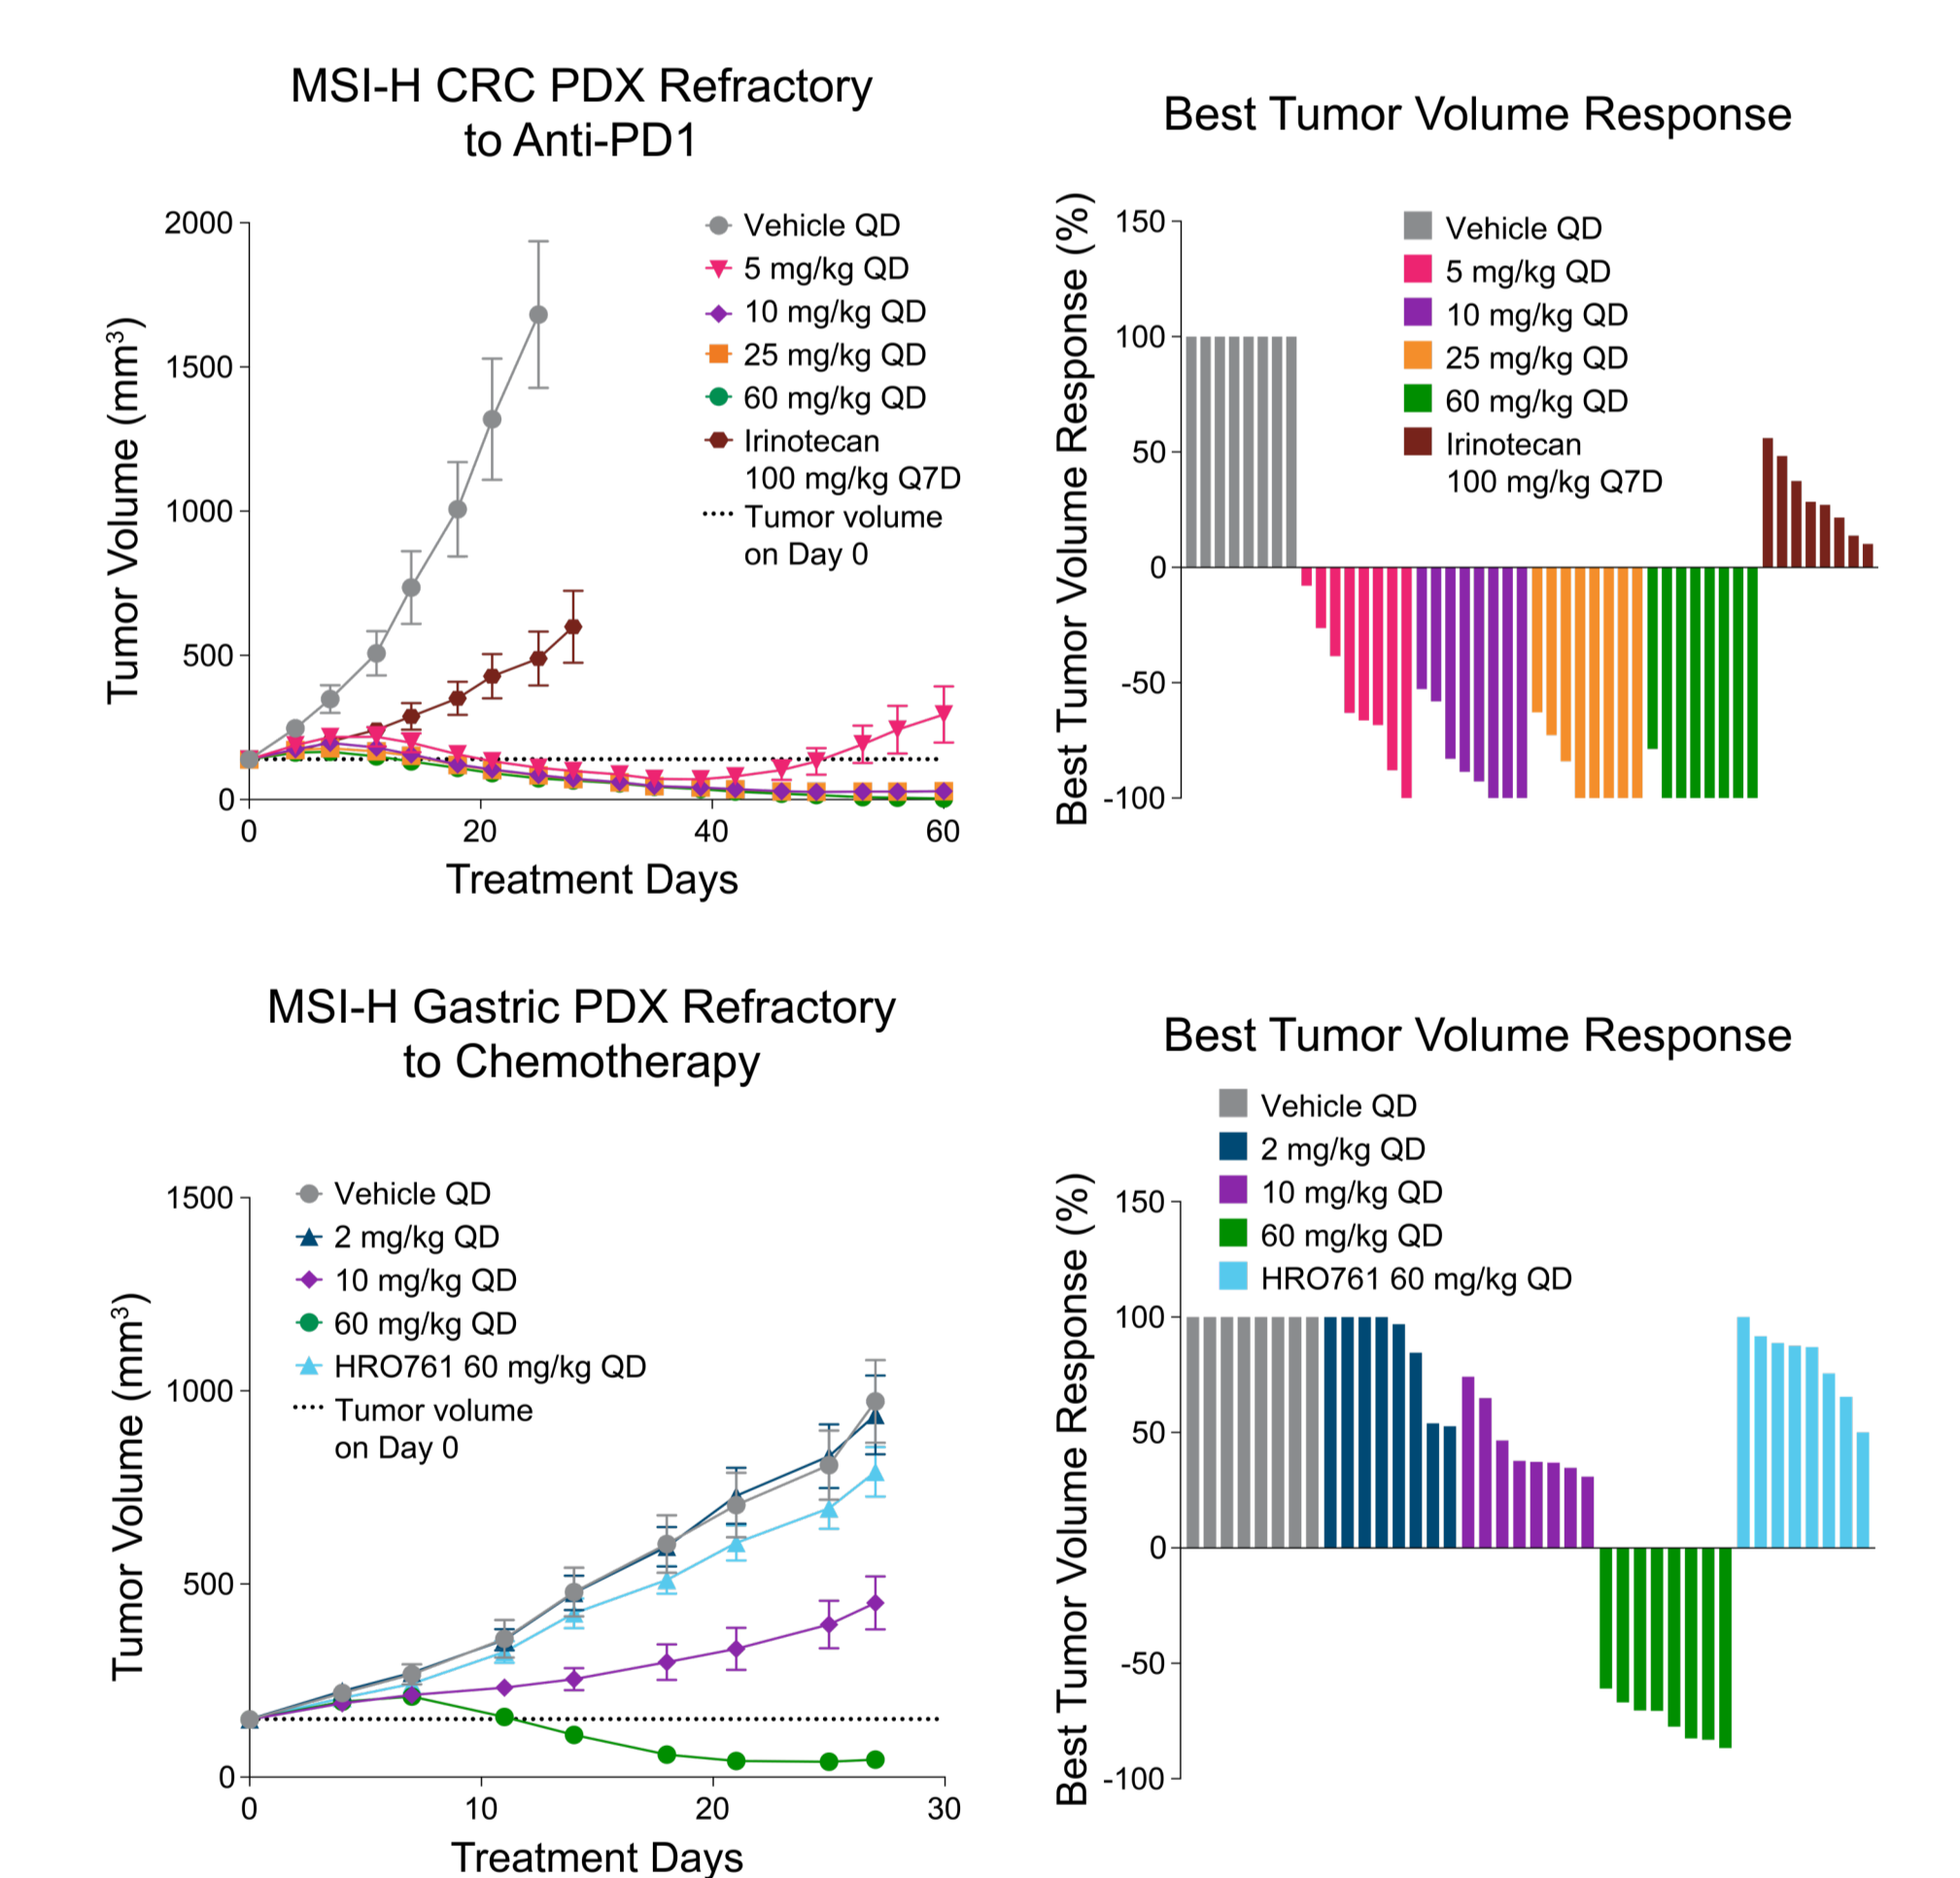 MSI-H CRC PDX Refractory
to Anti-PD1
Tumor Volume (mm³)
2000
1500
1000
500
0
Vehicle QD
5 mg/kg QD
10 mg/kg QD
25 mg/kg QD
60 mg/kg QD
Irinotecan
100 mg/kg Q7D
Tumor volume
on Day 0
0 20 40 60
Treatment Days
Best Tumor Volume Response
Best Tumor Volume Response (%)
150
100
50
0
-50
-100
Vehicle QD
5 mg/kg QD
10 mg/kg QD
25 mg/kg QD
60 mg/kg QD
Irinotecan
100 mg/kg Q7D
MSI-H Gastric PDX Refractory
to Chemotherapy
Tumor Volume (mm³)
1500
1000
500
0
Vehicle QD
2 mg/kg QD
10 mg/kg QD
60 mg/kg QD
HRO761 60 mg/kg QD
Tumor volume
on Day 0
0 10 20 30
Treatment Days
Best Tumor Volume Response
Vehicle QD
2 mg/kg QD
10 mg/kg QD
60 mg/kg QD
HRO761 60 mg/kg QD
Best Tumor Volume Response (%)
150
100
50
0
-50
-100